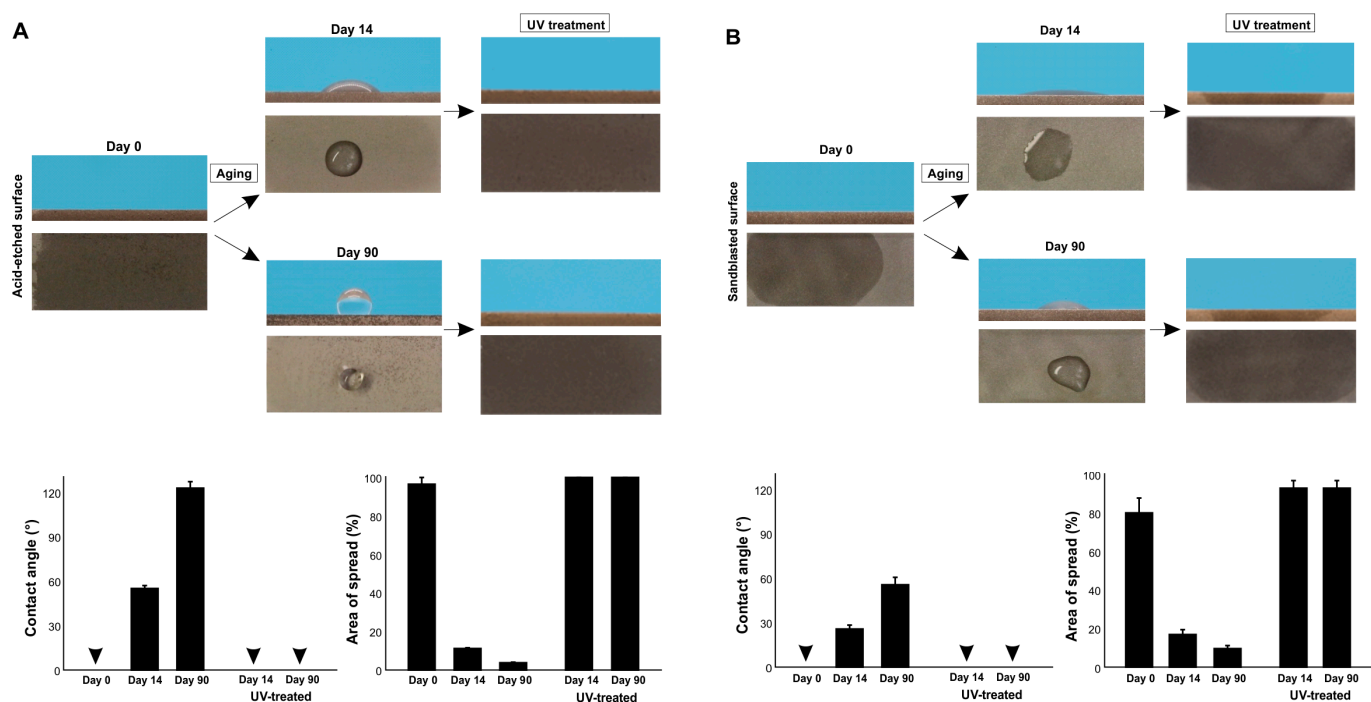 A
Day 14
UV treatment
Day 0
Aging
Acid-etched surface
Day 90
B
Day 14
UV treatment
Day 0
Aging
Sandblasted surface
Day 90
Contact angle (°)
120
90
60
30
0
Day 0 Day 14 Day 90 Day 14 Day 90
UV-treated
Area of spread (%)
100
80
60
40
20
0
Day 0 Day 14 Day 90 Day 14 Day 90
UV-treated
Contact angle (°)
120
90
60
30
0
Day 0 Day 14 Day 90 Day 14 Day 90
UV-treated
Area of spread (%)
100
80
60
40
20
0
Day 0 Day 14 Day 90 Day 14 Day 90
UV-treated